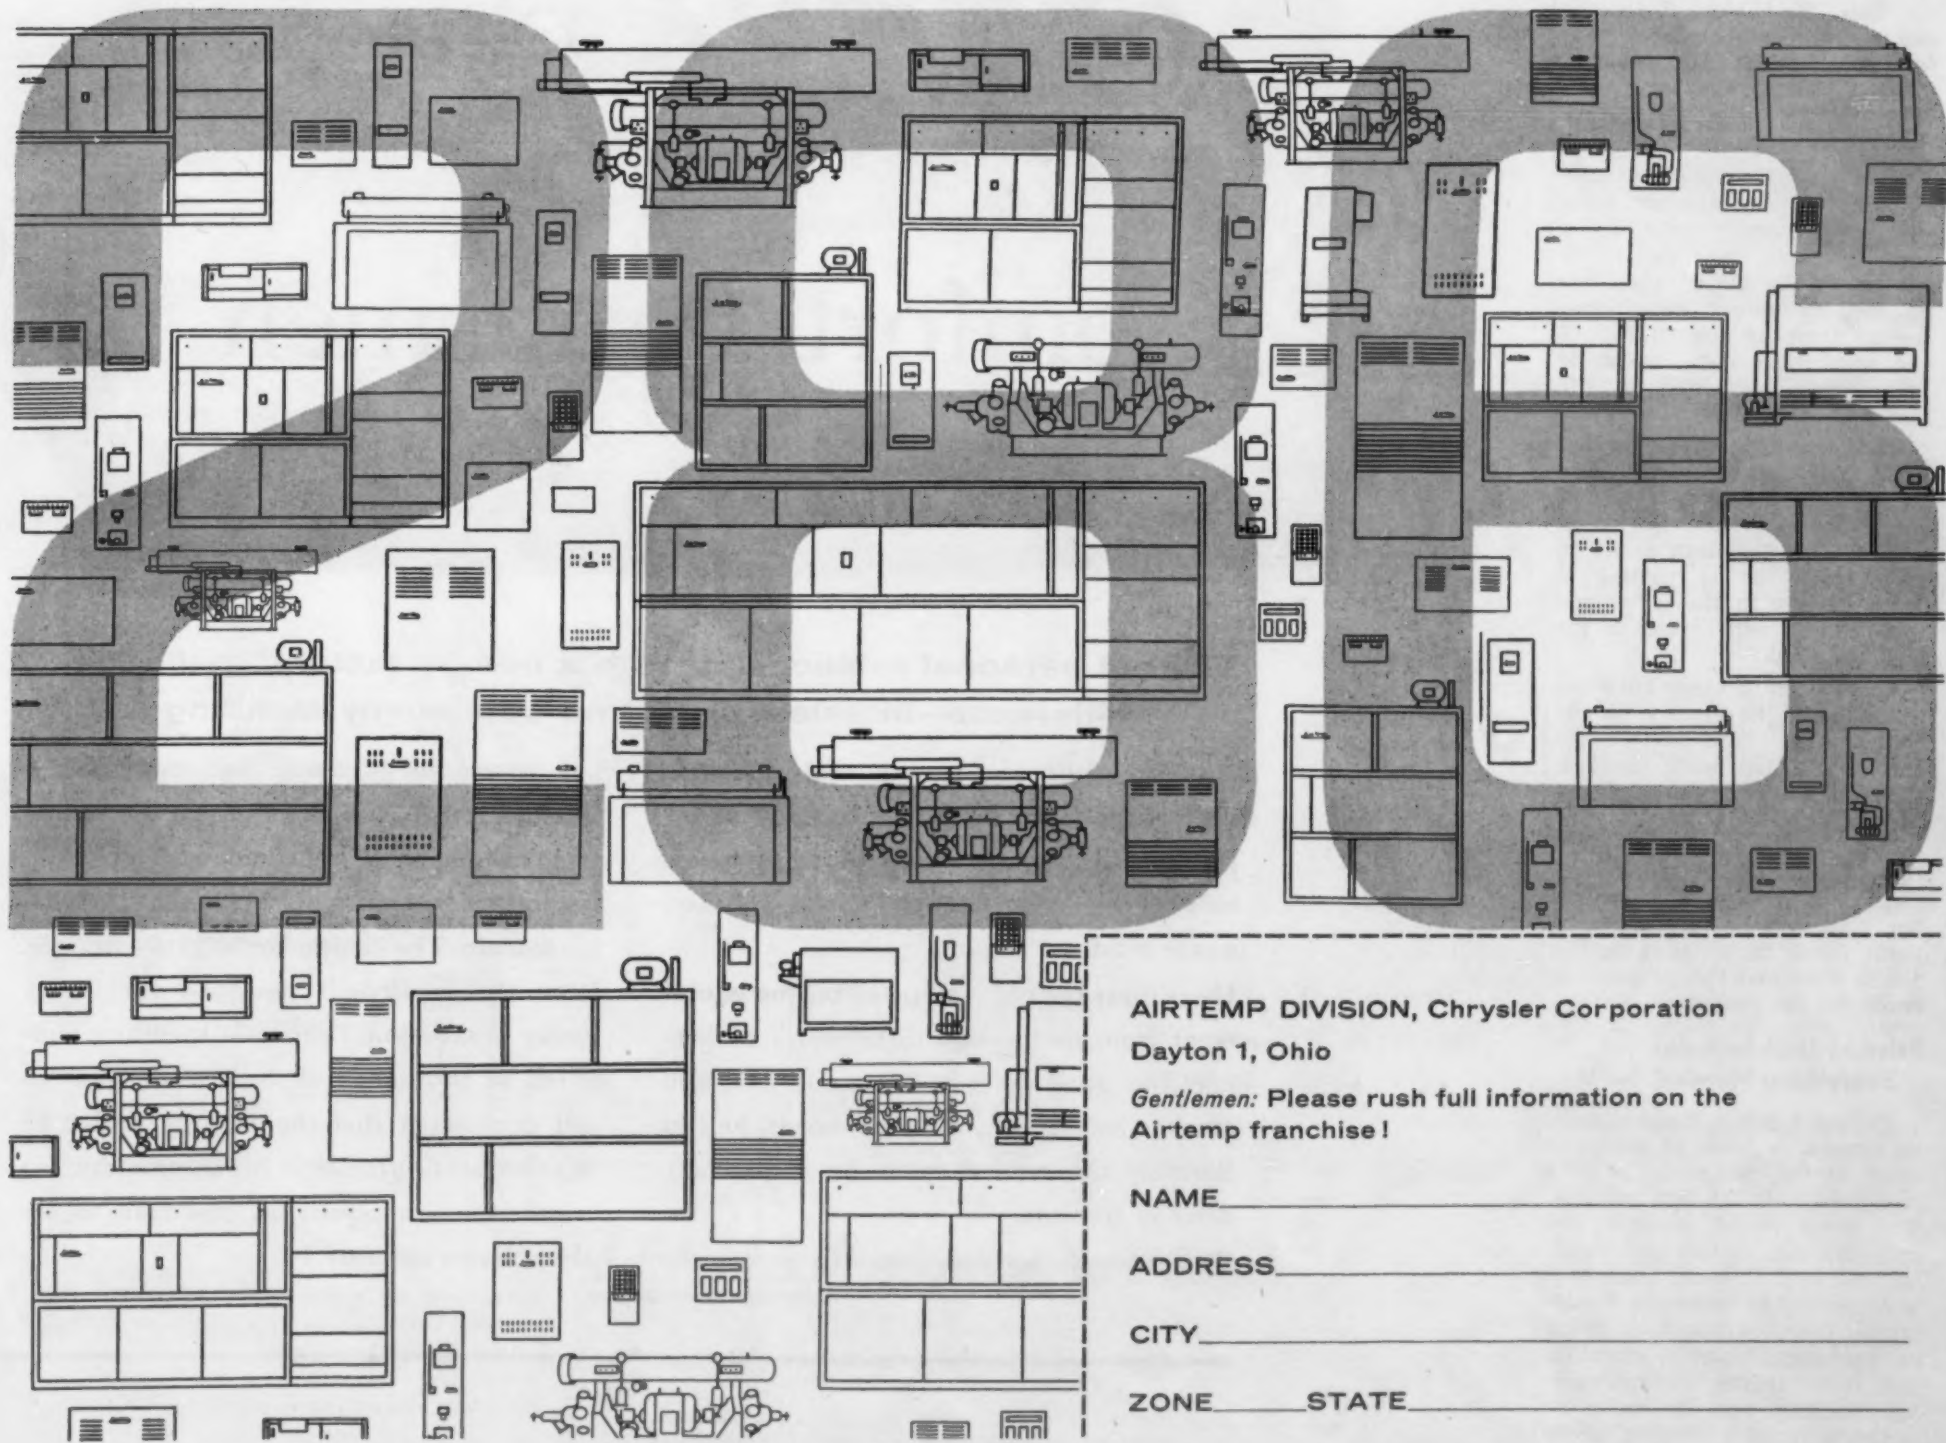 286
AIRTEMP DIVISION, Chrysler Corporation
Dayton 1, Ohio
Gentlemen: Please rush full information on the
Airtemp franchise!
NAME
ADDRESS
CITY
ZONE STATE